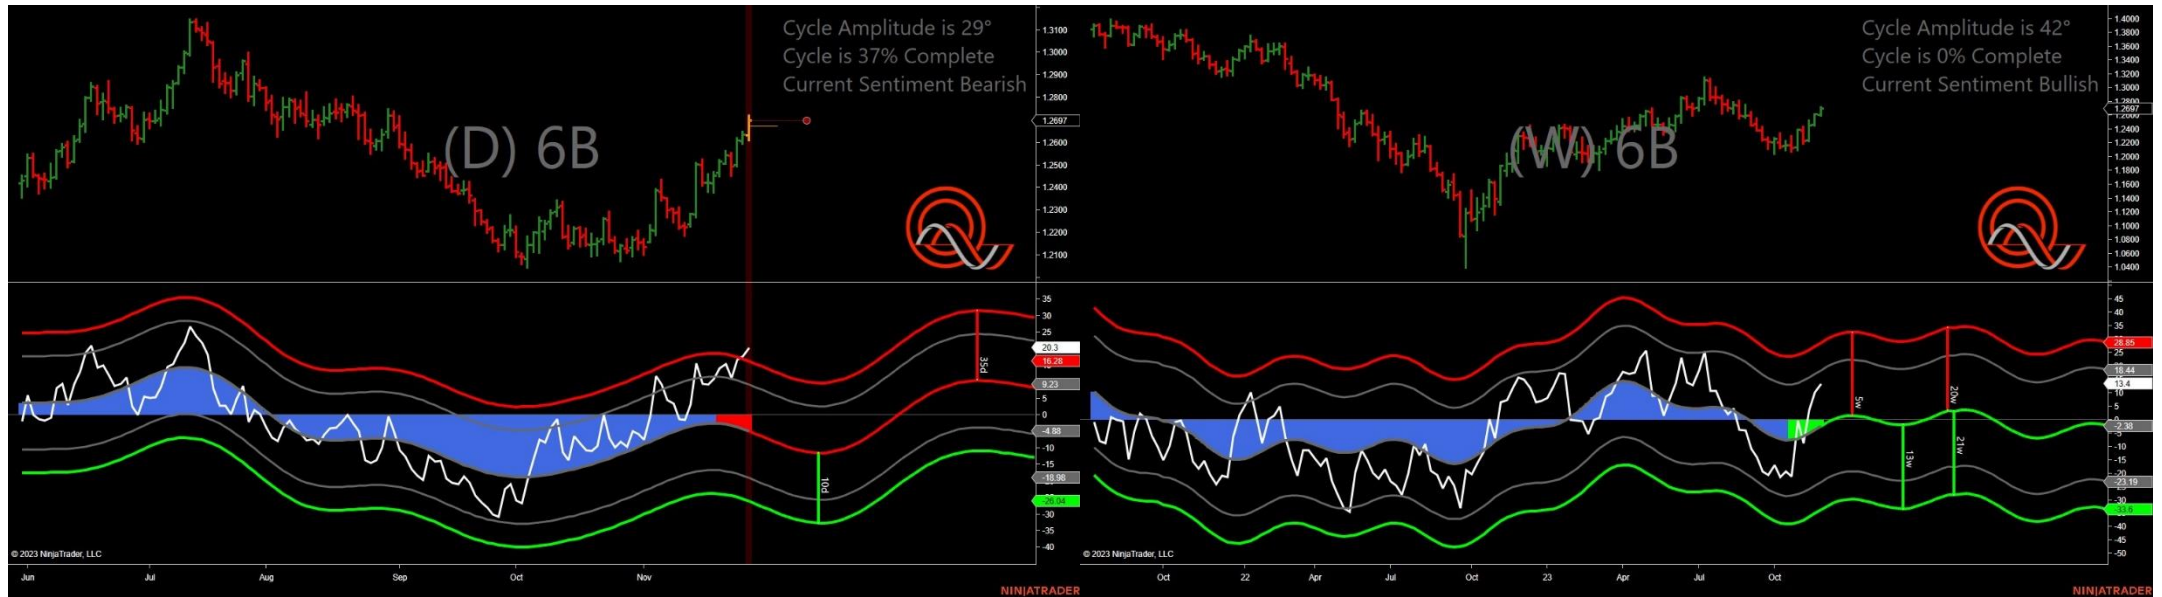 Cycle Amplitude is 29°
Cycle is 37% Complete
Current Sentiment Bearish
(D) 6B
1.3100
1.3000
1.2900
1.2800
1.2697
1.2600
1.2500
1.2400
1.2300
1.2200
1.2100
35
30
25
20.3
16.28
9.23
5
0
-4.88
-10
-15
-18.98
-30
-35
-40
35d
10d
© 2023 NinjaTrader, LLC
Jun
Jul
Aug
Sep
Oct
Nov
NINJATRADER
Cycle Amplitude is 42°
Cycle is 0% Complete
Current Sentiment Bullish
(W) 6B
1.4000
1.3800
1.3600
1.3400
1.3200
1.3000
1.2697
1.2400
1.2200
1.2000
1.1800
1.1600
1.1400
1.1200
1.1000
1.0800
1.0600
1.0400
45
40
35
28.85
25
18.44
13.4
5
0
-2.38
-10
-15
-20
-23.19
-30
-33.6
-40
-45
-50
5w
13w
20w
21w
© 2023 NinjaTrader, LLC
Oct
22
Apr
Jul
Oct
23
Apr
Jul
Oct
NINJATRADER